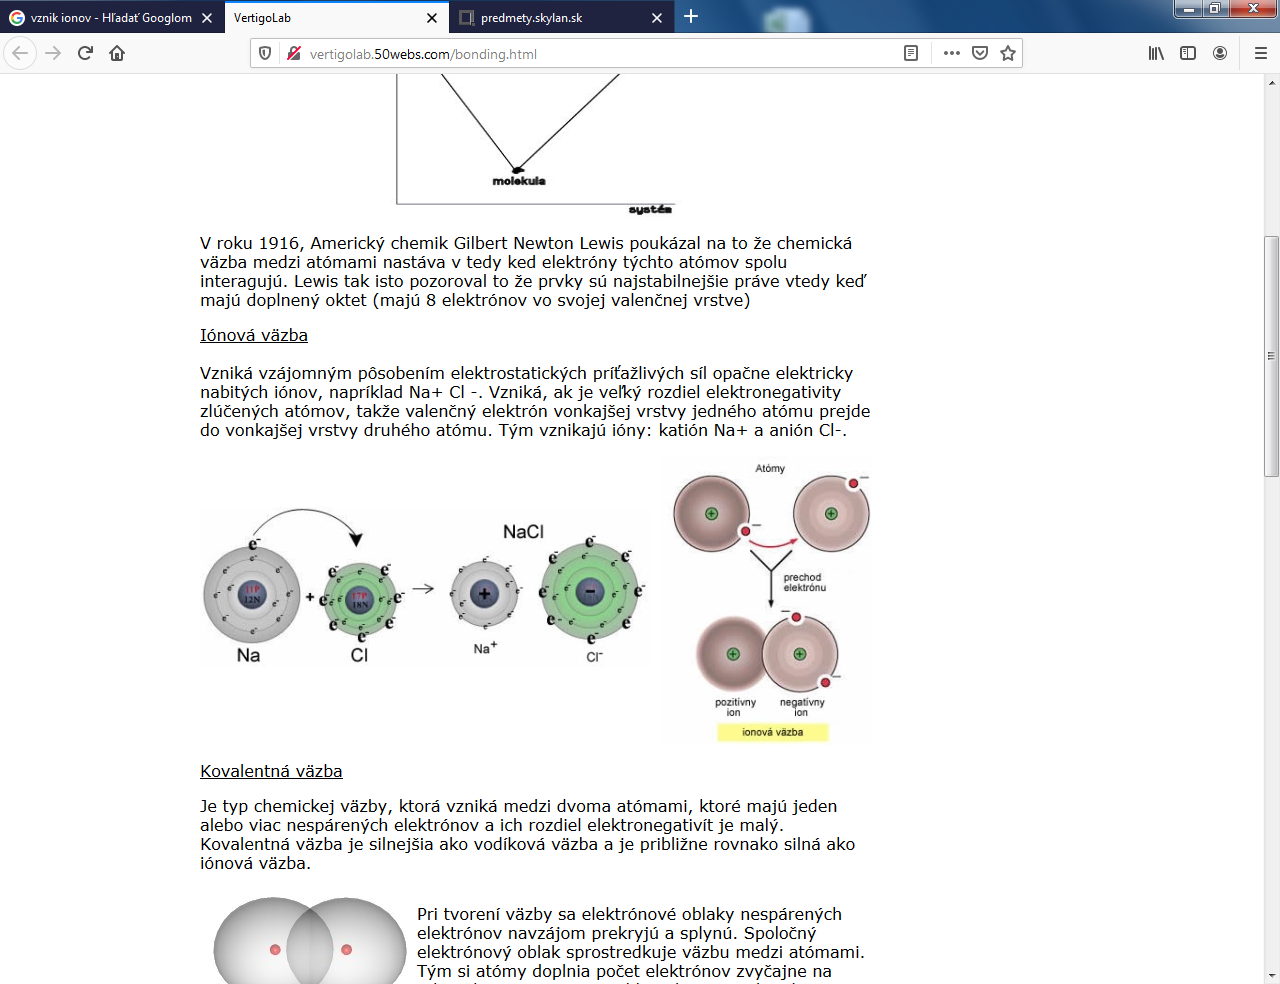 vznik ionov - Hľadať Googlom
VertigoLab
predmety.skylan.sk
vertigolab.50webs.com/bonding.html
molekula
systém
V roku 1916, Americký chemik Gilbert Newton Lewis poukázal na to že chemická
väzba medzi atómami nastáva v tedy ked elektróny týchto atómov spolu
interagujú. Lewis tak isto pozoroval to že prvky sú najstabilnejšie práve vtedy keď
majú doplnený oktet (majú 8 elektrónov vo svojej valenčnej vrstve)
Iónová väzba
Vzniká vzájomným pôsobením elektrostatických príťažlivých síl opačne elektricky
nabitých iónov, napríklad Na+ Cl -. Vzniká, ak je veľký rozdiel elektronegativity
zlúčených atómov, takže valenčný elektrón vonkajšej vrstvy jedného atómu prejde
do vonkajšej vrstvy druhého atómu. Tým vznikajú ióny: katión Na+ a anión Cl-.
e-
11P
12N
Na
+
e-
17P
18N
Cl
NaCl
+
Na+
-
Cl-
Atómy
prechod
elektrónu
pozitívny
ion
negatívny
ion
ionová väzba
Kovalentná väzba
Je typ chemickej väzby, ktorá vzniká medzi dvoma atómami, ktoré majú jeden
alebo viac nespárených elektrónov a ich rozdiel elektronegativít je malý.
Kovalentná väzba je silnejšia ako vodíková väzba a je približne rovnako silná ako
iónová väzba.
Pri tvorení väzby sa elektrónové oblaky nespárených
elektrónov navzájom prekryjú a splynú. Spoločný
elektrónový oblak sprostredkuje väzbu medzi atómami.
Tým si atómy doplnia počet elektrónov zvyčajne na